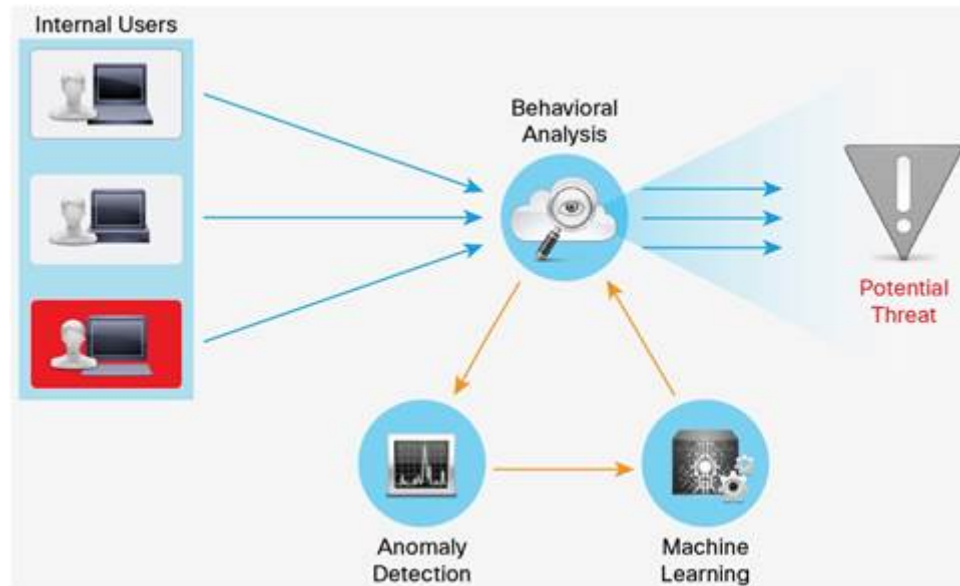 Internal Users
Behavioral
Analysis
Potential
Threat
Anomaly
Detection
Machine
Learning